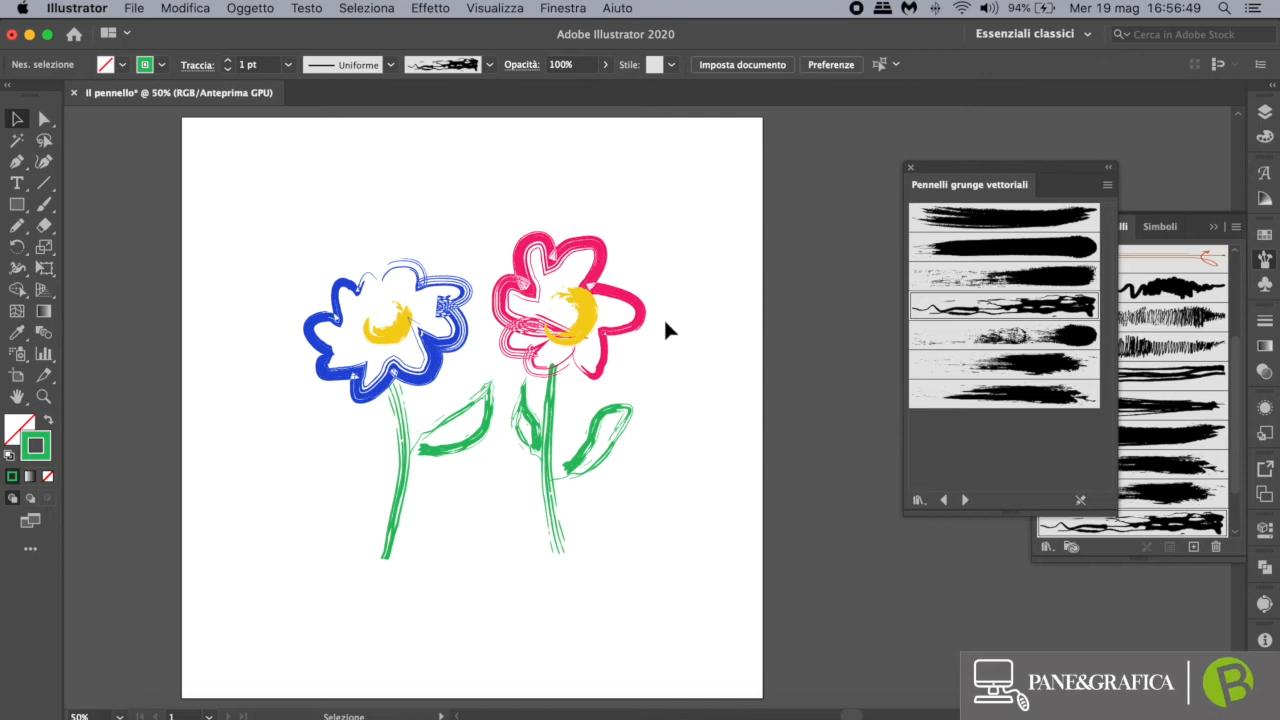 Illustrator File Modifica Oggetto Testo Seleziona Effetto Visualizza Finestra Aiuto 94% Mer 19 mag 16:56:49
Adobe Illustrator 2020 Essenziali classici Cerca in Adobe Stock
Nes. selezione Traccia: 1 pt Uniforme Opacità: 100% Stile: Imposta documento Preferenze
Il pennello* @ 50% (RGB/Anteprima GPU)
Pennelli grunge vettoriali
lli Simboli
PANE&GRAFICA
50% 1 Selezione